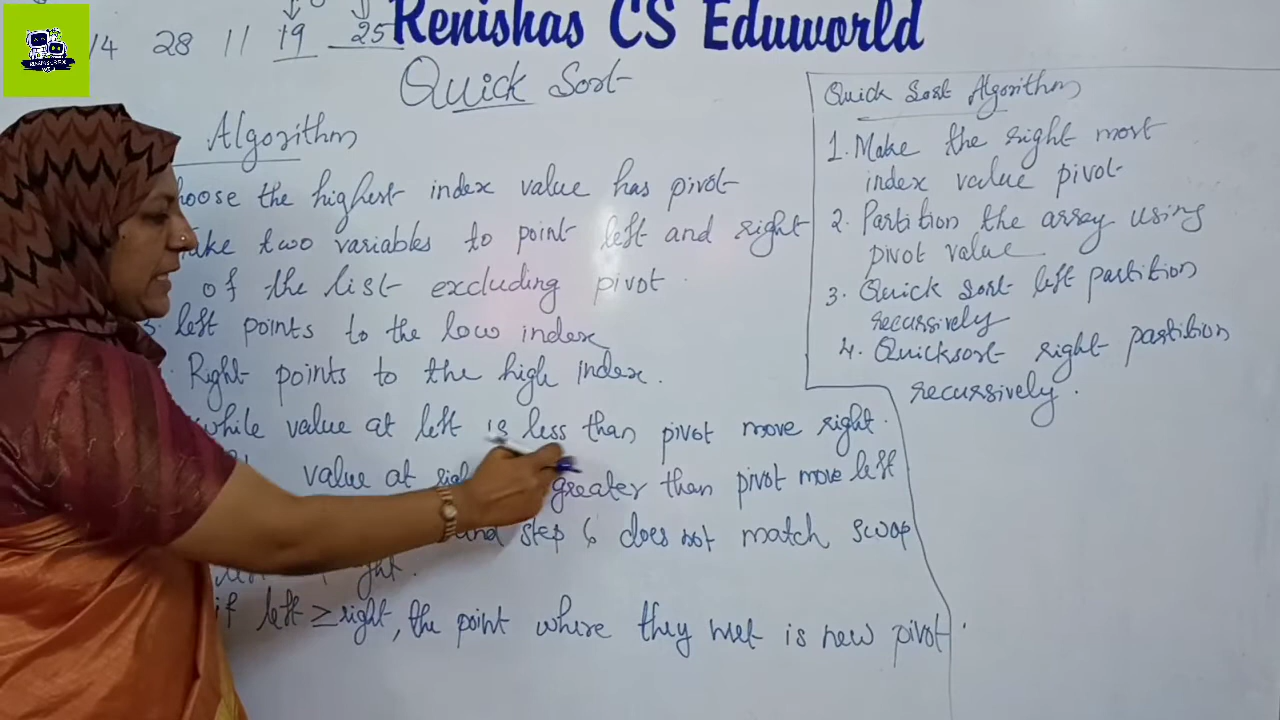 14 28 11 19 25
Renishas CS Eduworld
Quick Sort
Algorithm
hoose the highest index value has pivot
ake two variables to point left and right
of the list excluding pivot.
3. left points to the low index
Right points to the high index.
while value at left is less than pivot move right.
value at greater than pivot move left
and step 6 does not match swap
if left ≥ right, the point where they met is new pivot.
Quick Sort Algorithm
1. Make the right most
index value pivot
2. Partition the array using
pivot value
3. Quick Sort left partition
recursively
4. Quicksort right partition
recursively.